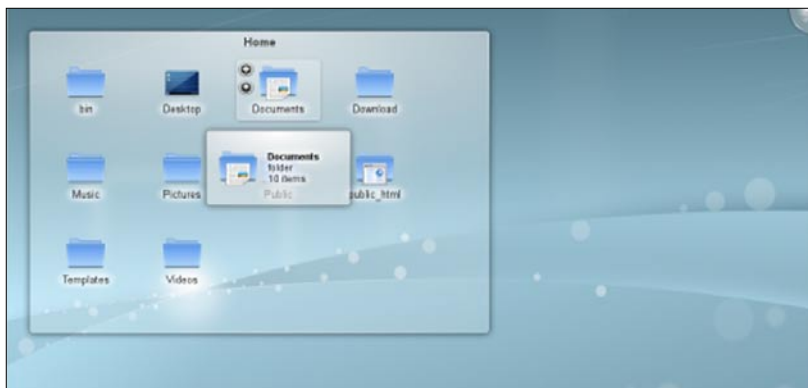 Home
bin Desktop Documents Download
Documents
folder
10 items
Music Pictures Public public_html
Templates Videos